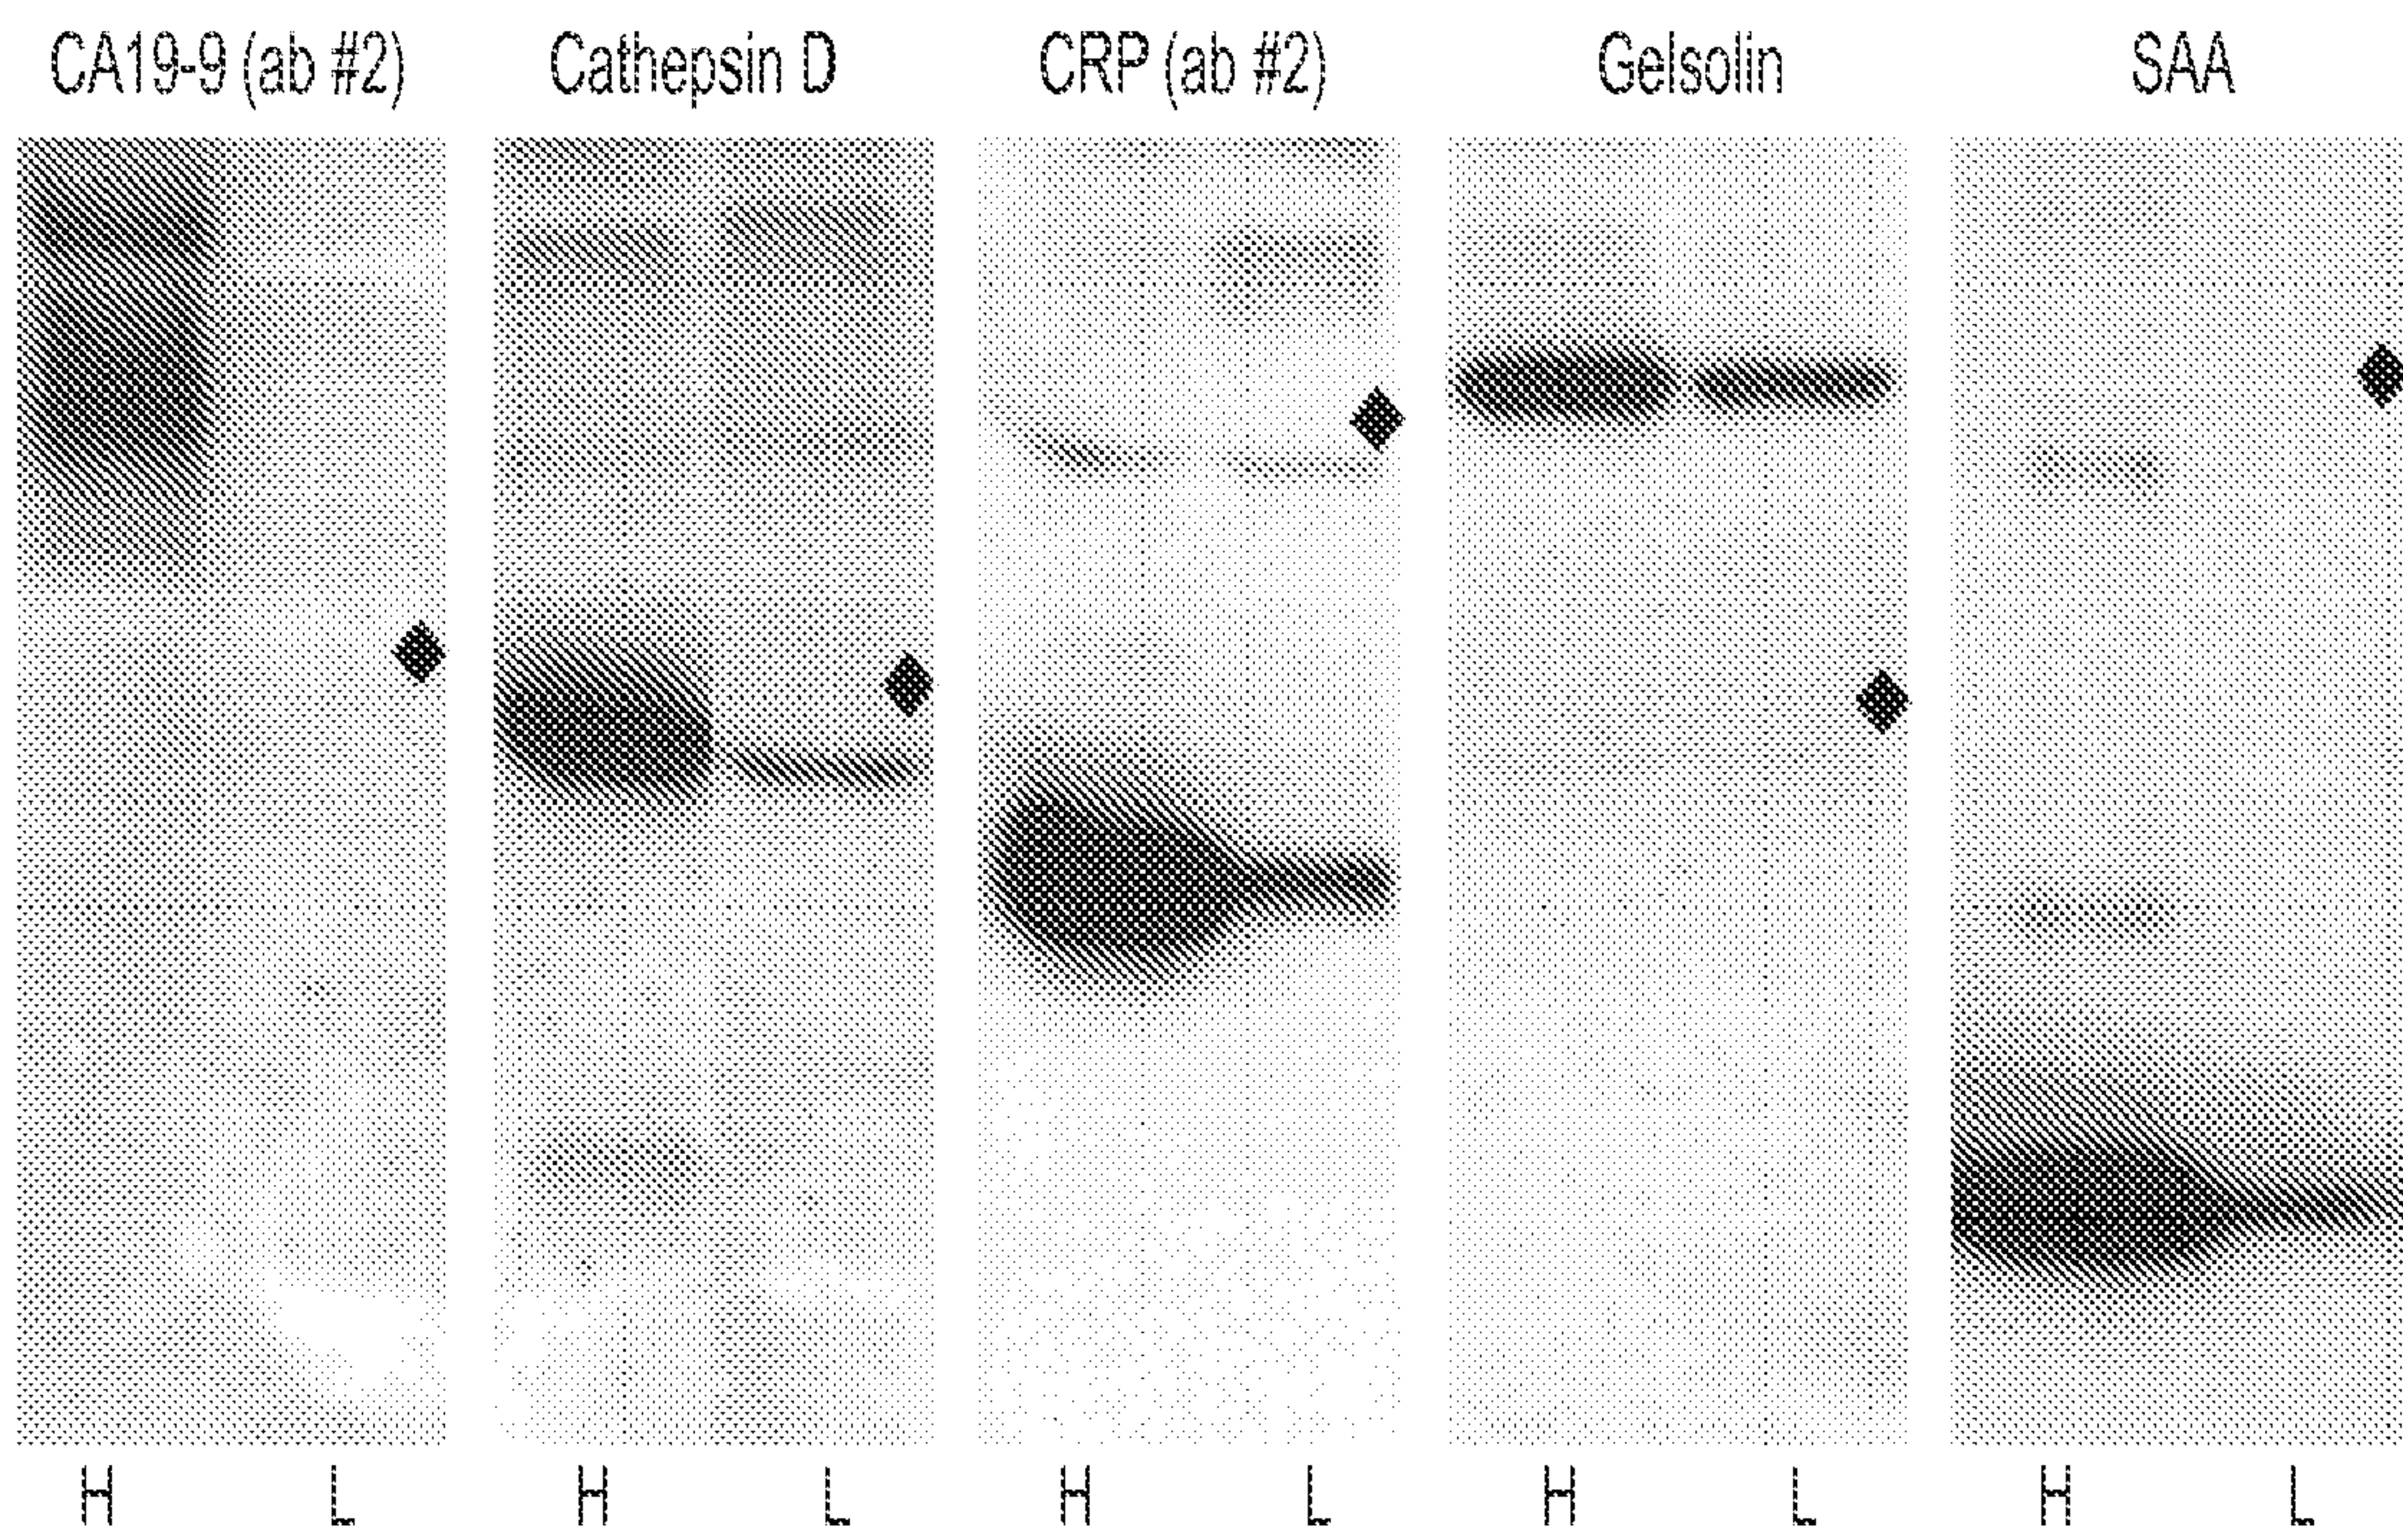 CA19-9 (ab #2) Cathepsin D CRP (ab #2) Gelsolin SAA
H L H L H L H L H L